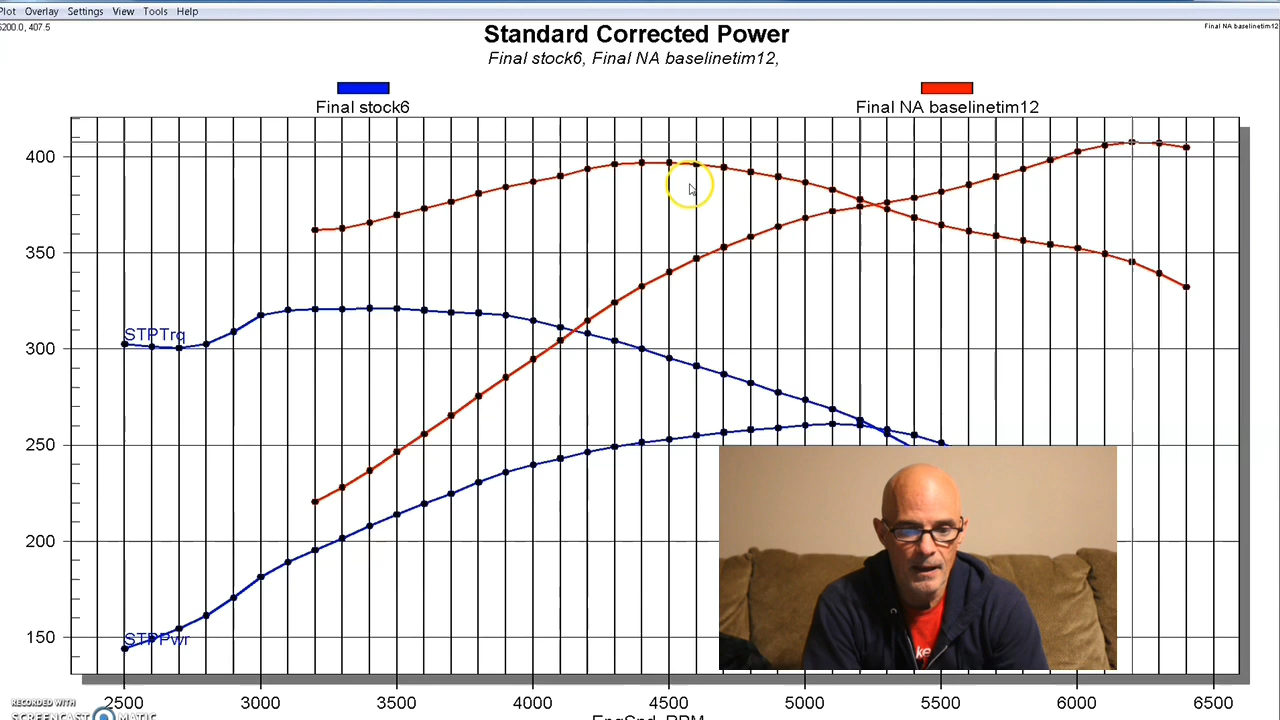 Plot Overlay Settings View Tools Help
6200.0, 407.5
Final NA baselinetim12
Standard Corrected Power
Final stock6, Final NA baselinetim12,
Final stock6
Final NA baselinetim12
400
350
STPTrq
300
250
200
STPPwr
150
2500 3000 3500 4000 4500 5000 5500 6000 6500
EngSpd, RPM
RECORDED WITH
SCREENCAST MATIC